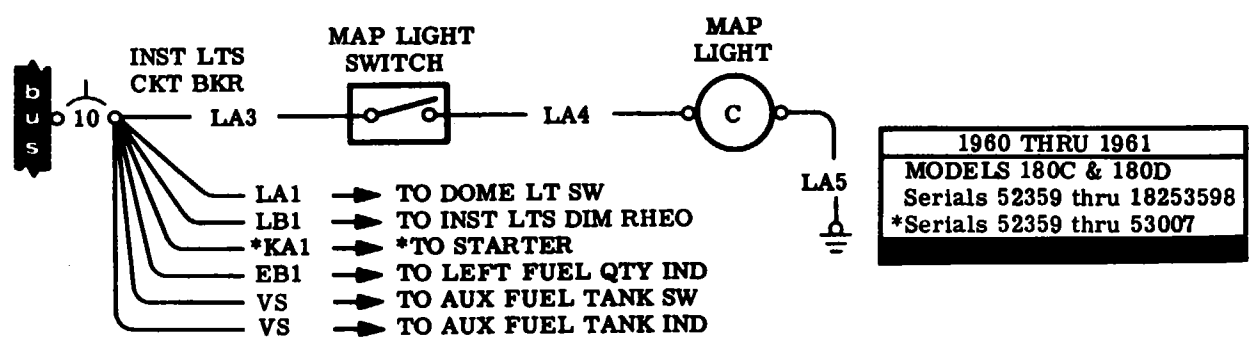 MAP
LIGHT
MAP LIGHT
SWITCH
INST LTS
CKT BKR
bus
10
LA3
LA4
C
LA5
LA1 TO DOME LT SW
LB1 TO INST LTS DIM RHEO
*KA1 *TO STARTER
EB1 TO LEFT FUEL QTY IND
VS TO AUX FUEL TANK SW
VS TO AUX FUEL TANK IND
1960 THRU 1961
MODELS 180C & 180D
Serials 52359 thru 18253598
*Serials 52359 thru 53007